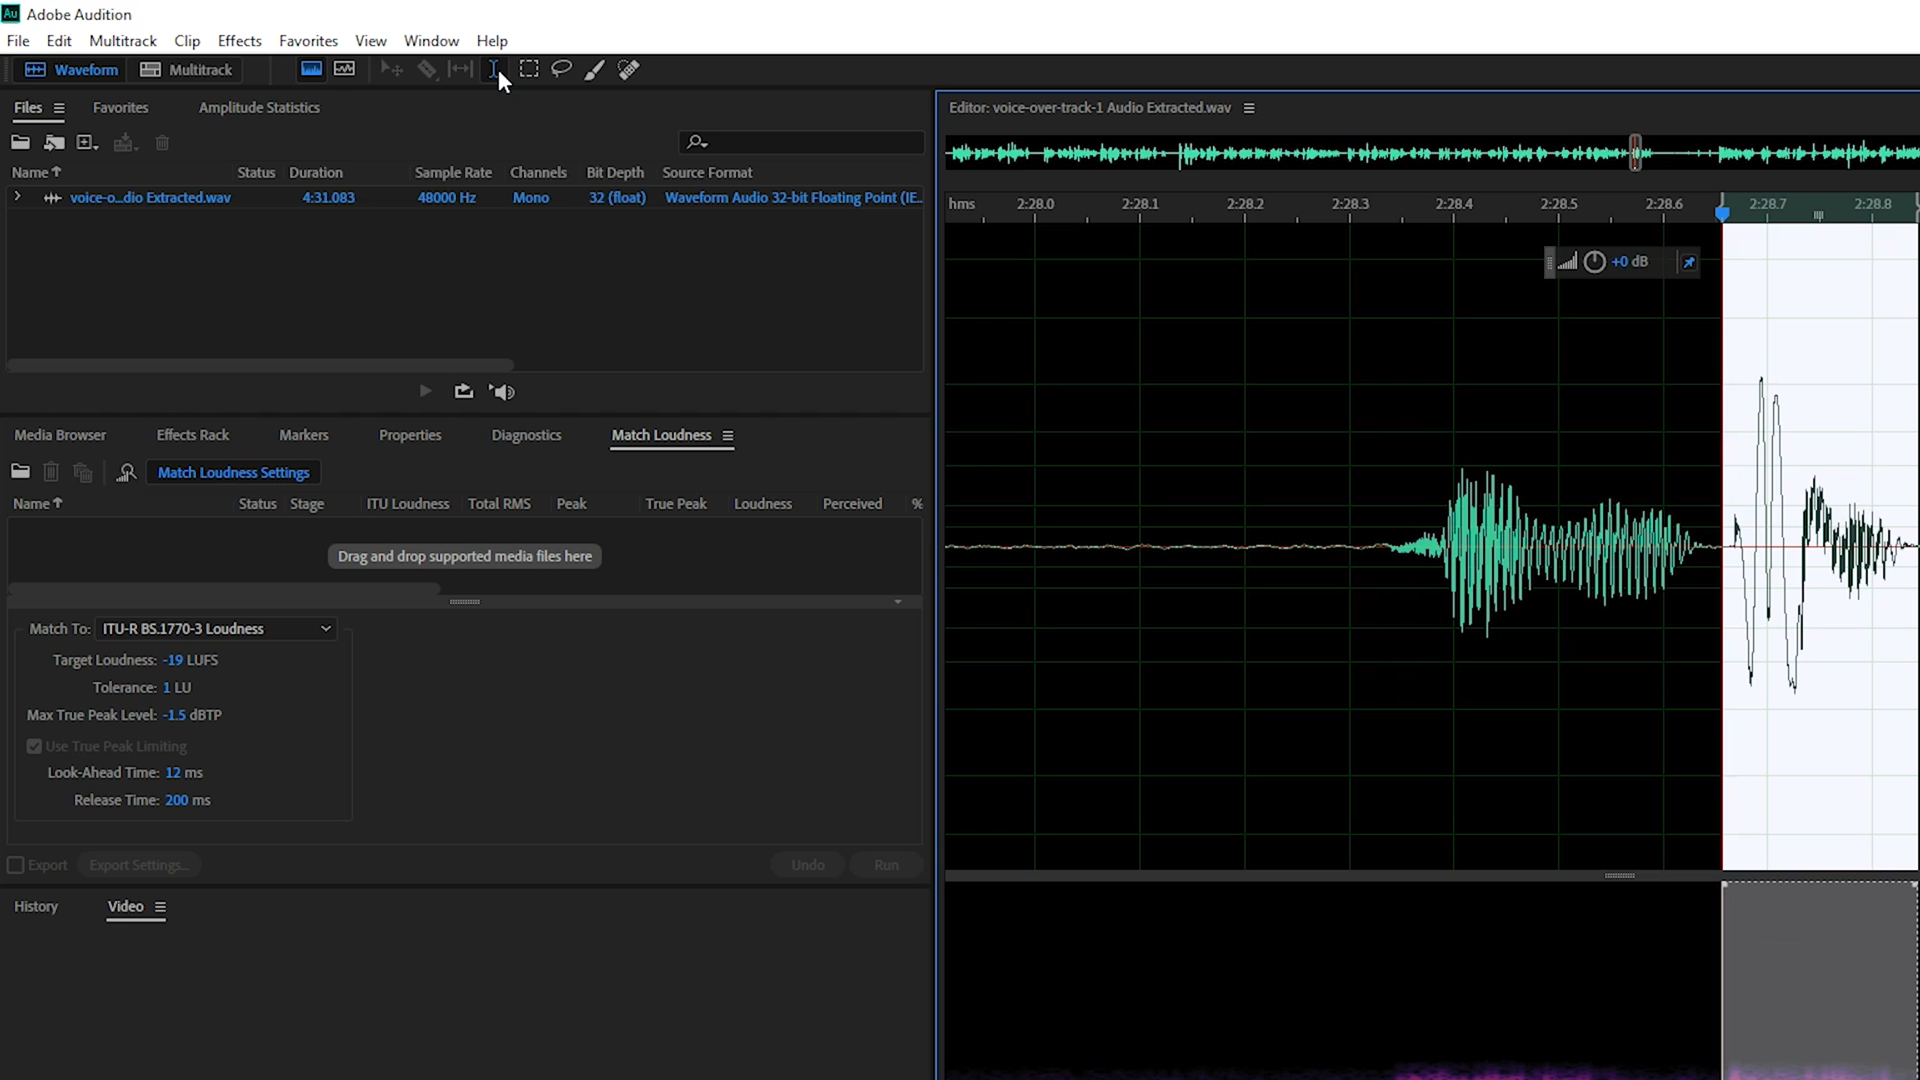 Au Adobe Audition
File Edit Multitrack Clip Effects Favorites View Window Help
Waveform Multitrack
Files Favorites Amplitude Statistics
Name Status Duration Sample Rate Channels Bit Depth Source Format
voice-o...dio Extracted.wav 4:31.083 48000 Hz Mono 32 (float) Waveform Audio 32-bit Floating Point (IE...
Media Browser Effects Rack Markers Properties Diagnostics Match Loudness
Match Loudness Settings
Name Status Stage ITU Loudness Total RMS Peak True Peak Loudness Perceived %
Drag and drop supported media files here
Match To: ITU-R BS.1770-3 Loudness
Target Loudness: -19 LUFS
Tolerance: 1 LU
Max True Peak Level: -1.5 dBTP
Use True Peak Limiting
Look-Ahead Time: 12 ms
Release Time: 200 ms
Export Export Settings... Undo Run
History Video
Editor: voice-over-track-1 Audio Extracted.wav
hms 2:28.0 2:28.1 2:28.2 2:28.3 2:28.4 2:28.5 2:28.6 2:28.7 2:28.8
+0 dB